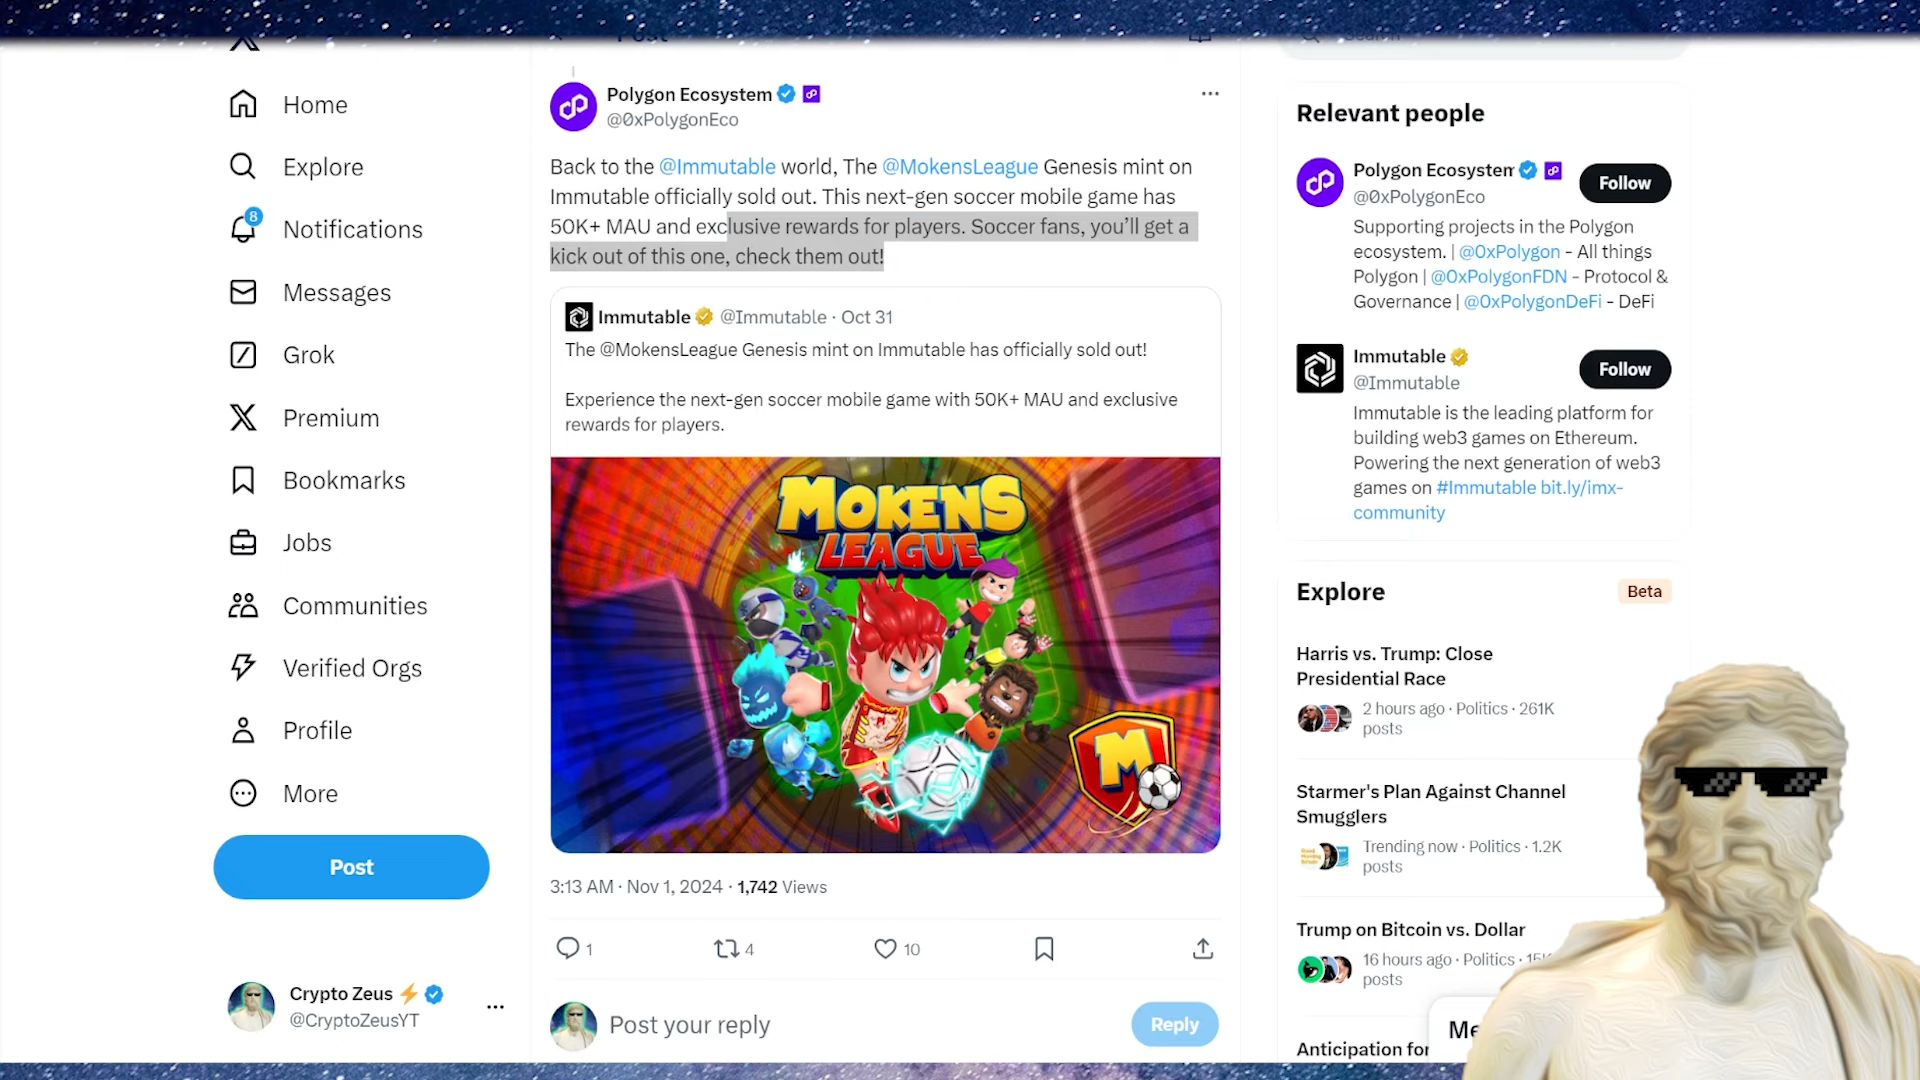 Post
Search
Home
Explore
8
Notifications
Messages
Grok
Premium
Bookmarks
Jobs
Communities
Verified Orgs
Profile
More
Post
Crypto Zeus
@CryptoZeusYT
Polygon Ecosystem
@0xPolygonEco
Back to the @Immutable world, The @MokensLeague Genesis mint on
Immutable officially sold out. This next-gen soccer mobile game has
50K+ MAU and exclusive rewards for players. Soccer fans, you’ll get a
kick out of this one, check them out!
Immutable @Immutable · Oct 31
The @MokensLeague Genesis mint on Immutable has officially sold out!
Experience the next-gen soccer mobile game with 50K+ MAU and exclusive
rewards for players.
MOKENS
LEAGUE
M
3:13 AM · Nov 1, 2024 · 1,742 Views
1
4
10
Post your reply
Reply
Relevant people
Polygon Ecosystem
@0xPolygonEco
Follow
Supporting projects in the Polygon
ecosystem. | @0xPolygon - All things
Polygon | @0xPolygonFDN - Protocol &
Governance | @0xPolygonDeFi - DeFi
Immutable
@Immutable
Follow
Immutable is the leading platform for
building web3 games on Ethereum.
Powering the next generation of web3
games on #Immutable bit.ly/imx-
community
Explore
Beta
Harris vs. Trump: Close
Presidential Race
2 hours ago · Politics · 261K
posts
Starmer's Plan Against Channel
Smugglers
Trending now · Politics · 1.2K
posts
Trump on Bitcoin vs. Dollar
16 hours ago · Politics · 15K
posts
Anticipation for